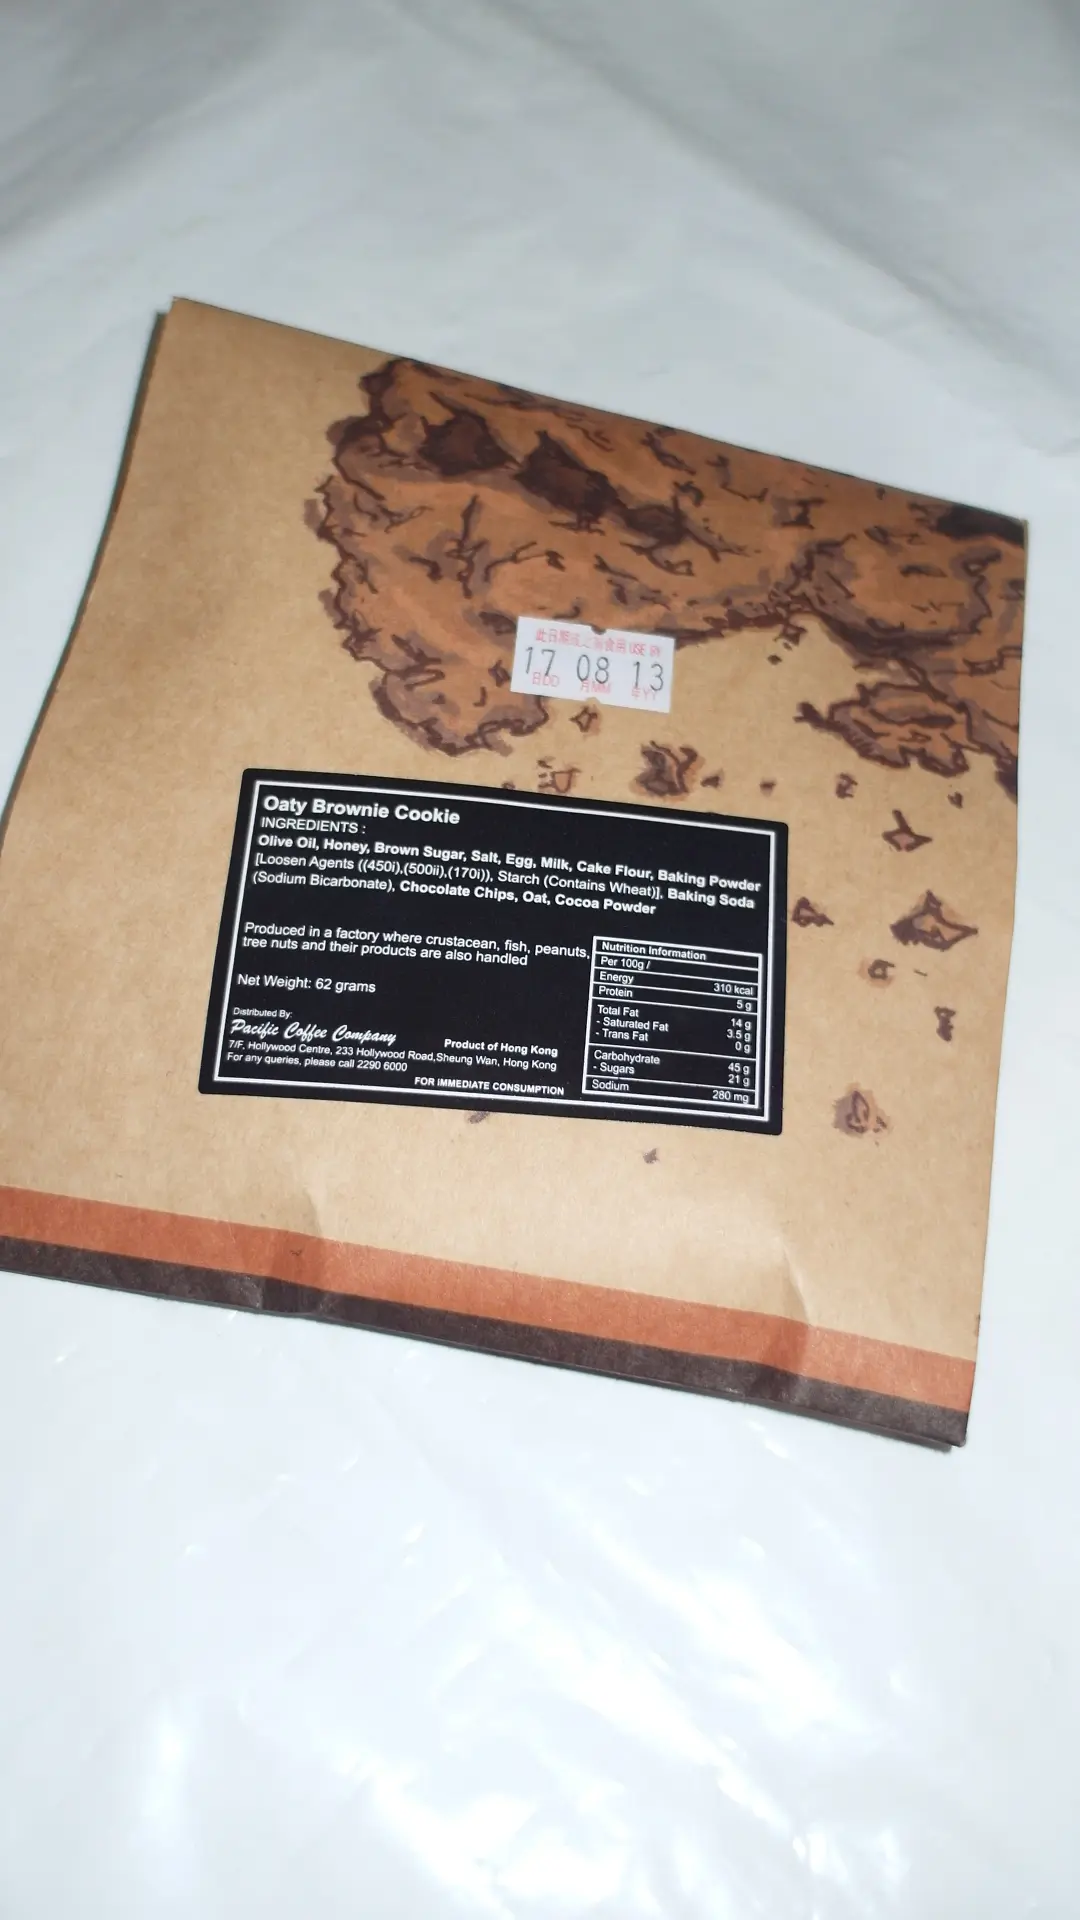 此日期或之前食用 USE BY
17 08 13
日DD 月MM 年YY
Oaty Brownie Cookie
INGREDIENTS :
Olive Oil, Honey, Brown Sugar, Salt, Egg, Milk, Cake Flour, Baking Powder
[Loosen Agents ((450i),(500ii),(170i)), Starch (Contains Wheat)], Baking Soda
(Sodium Bicarbonate), Chocolate Chips, Oat, Cocoa Powder
Produced in a factory where crustacean, fish, peanuts,
tree nuts and their products are also handled
Net Weight: 62 grams
Distributed By:
Pacific Coffee Company
Product of Hong Kong
7/F, Hollywood Centre, 233 Hollywood Road,Sheung Wan, Hong Kong
For any queries, please call 2290 6000
FOR IMMEDIATE CONSUMPTION
Nutrition Information
Per 100g /
Energy 310 kcal
Protein 5 g
Total Fat 14 g
- Saturated Fat 3.5 g
- Trans Fat 0 g
Carbohydrate 45 g
- Sugars 21 g
Sodium 280 mg